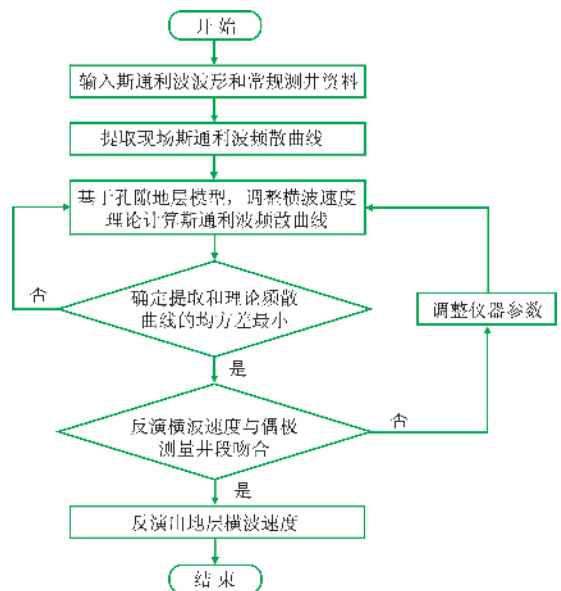 开始
输入斯通利波波形和常规测井资料
提取现场斯通利波频散曲线
基于孔隙地层模型，调整横波速度
理论计算斯通利波频散曲线
否
确定提取和理论频散
曲线的均方差最小
调整仪器参数
是
反演横波速度与偶极
测量井段吻合
否
是
反演出地层横波速度
结束